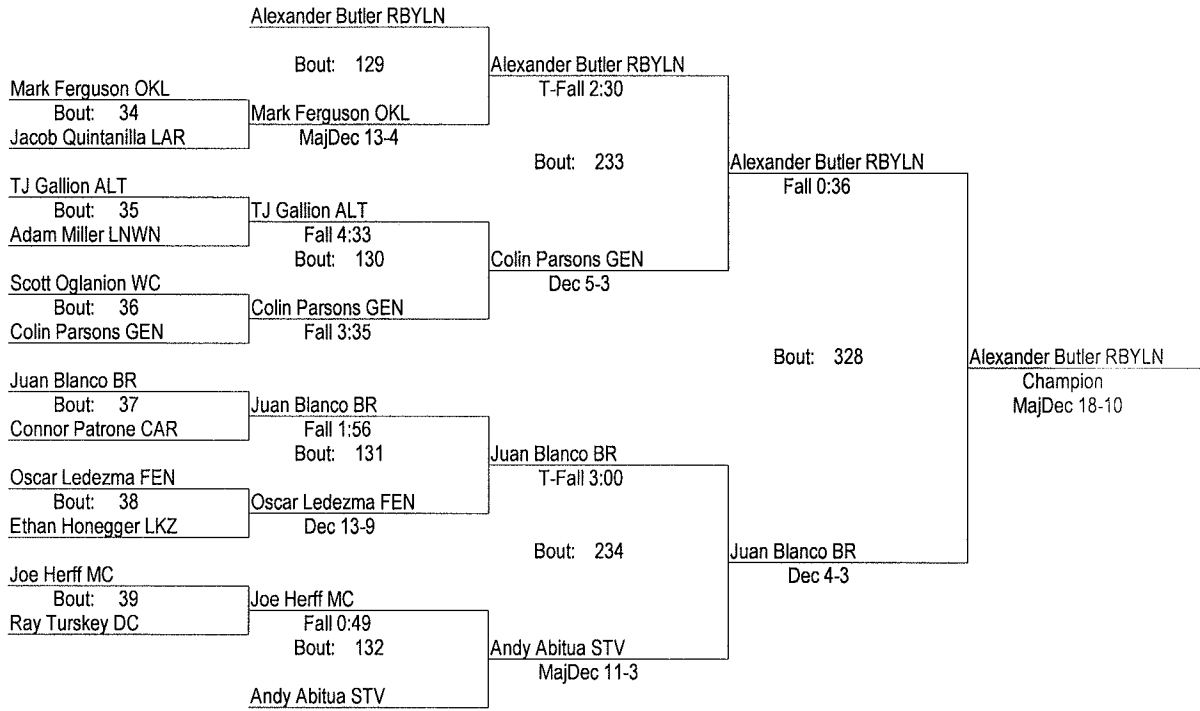 Alexander Butler RBYLN
Bout: 129
Alexander Butler RBYLN
T-Fall 2:30
Mark Ferguson OKL
Bout: 34
Jacob Quintanilla LAR
Mark Ferguson OKL
MajDec 13-4
Bout: 233
Alexander Butler RBYLN
Fall 0:36
TJ Gallion ALT
Bout: 35
Adam Miller LNWN
TJ Gallion ALT
Fall 4:33
Bout: 130
Colin Parsons GEN
Dec 5-3
Scott Oglanion WC
Bout: 36
Colin Parsons GEN
Colin Parsons GEN
Fall 3:35
Bout: 328
Alexander Butler RBYLN
Champion
MajDec 18-10
Juan Blanco BR
Bout: 37
Connor Patrone CAR
Juan Blanco BR
Fall 1:56
Bout: 131
Juan Blanco BR
T-Fall 3:00
Oscar Ledezma FEN
Bout: 38
Ethan Honegger LKZ
Oscar Ledezma FEN
Dec 13-9
Bout: 234
Juan Blanco BR
Dec 4-3
Joe Herff MC
Bout: 39
Ray Turskey DC
Joe Herff MC
Fall 0:49
Bout: 132
Andy Abitua STV
MajDec 11-3
Andy Abitua STV